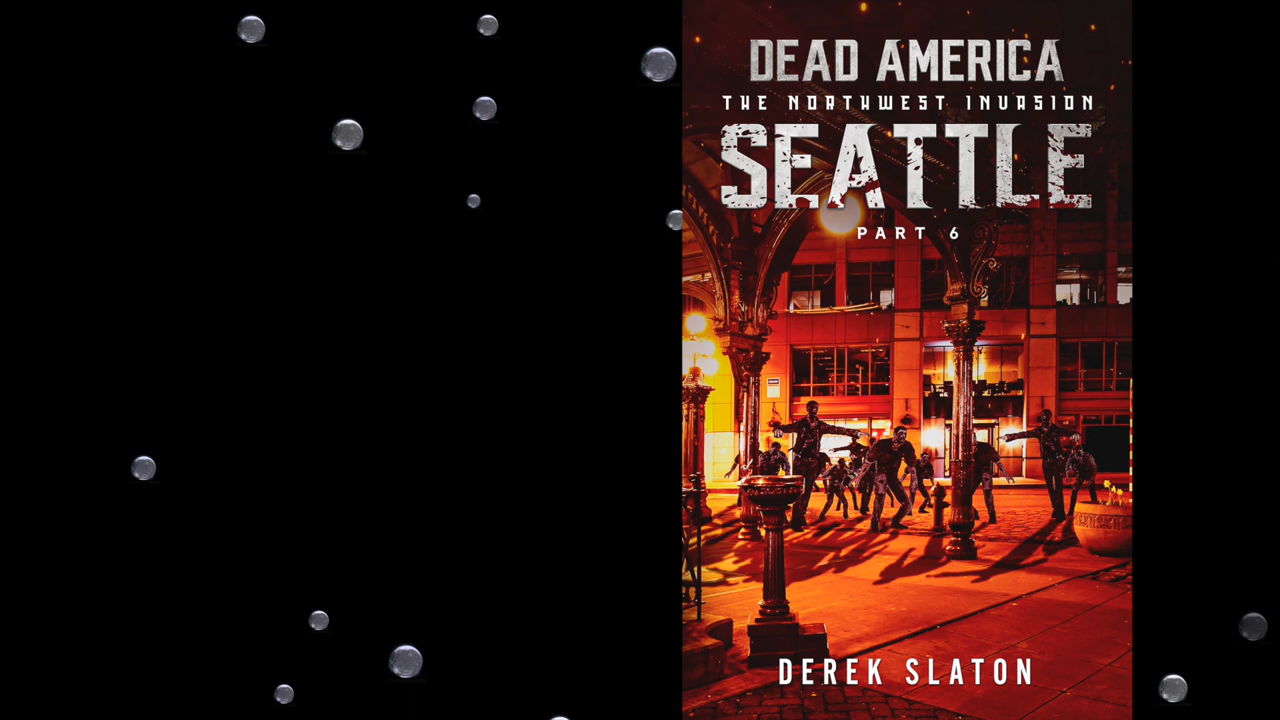 DEAD AMERICA
THE NORTHWEST INVASION
SEATTLE
PART 6
DEREK SLATON